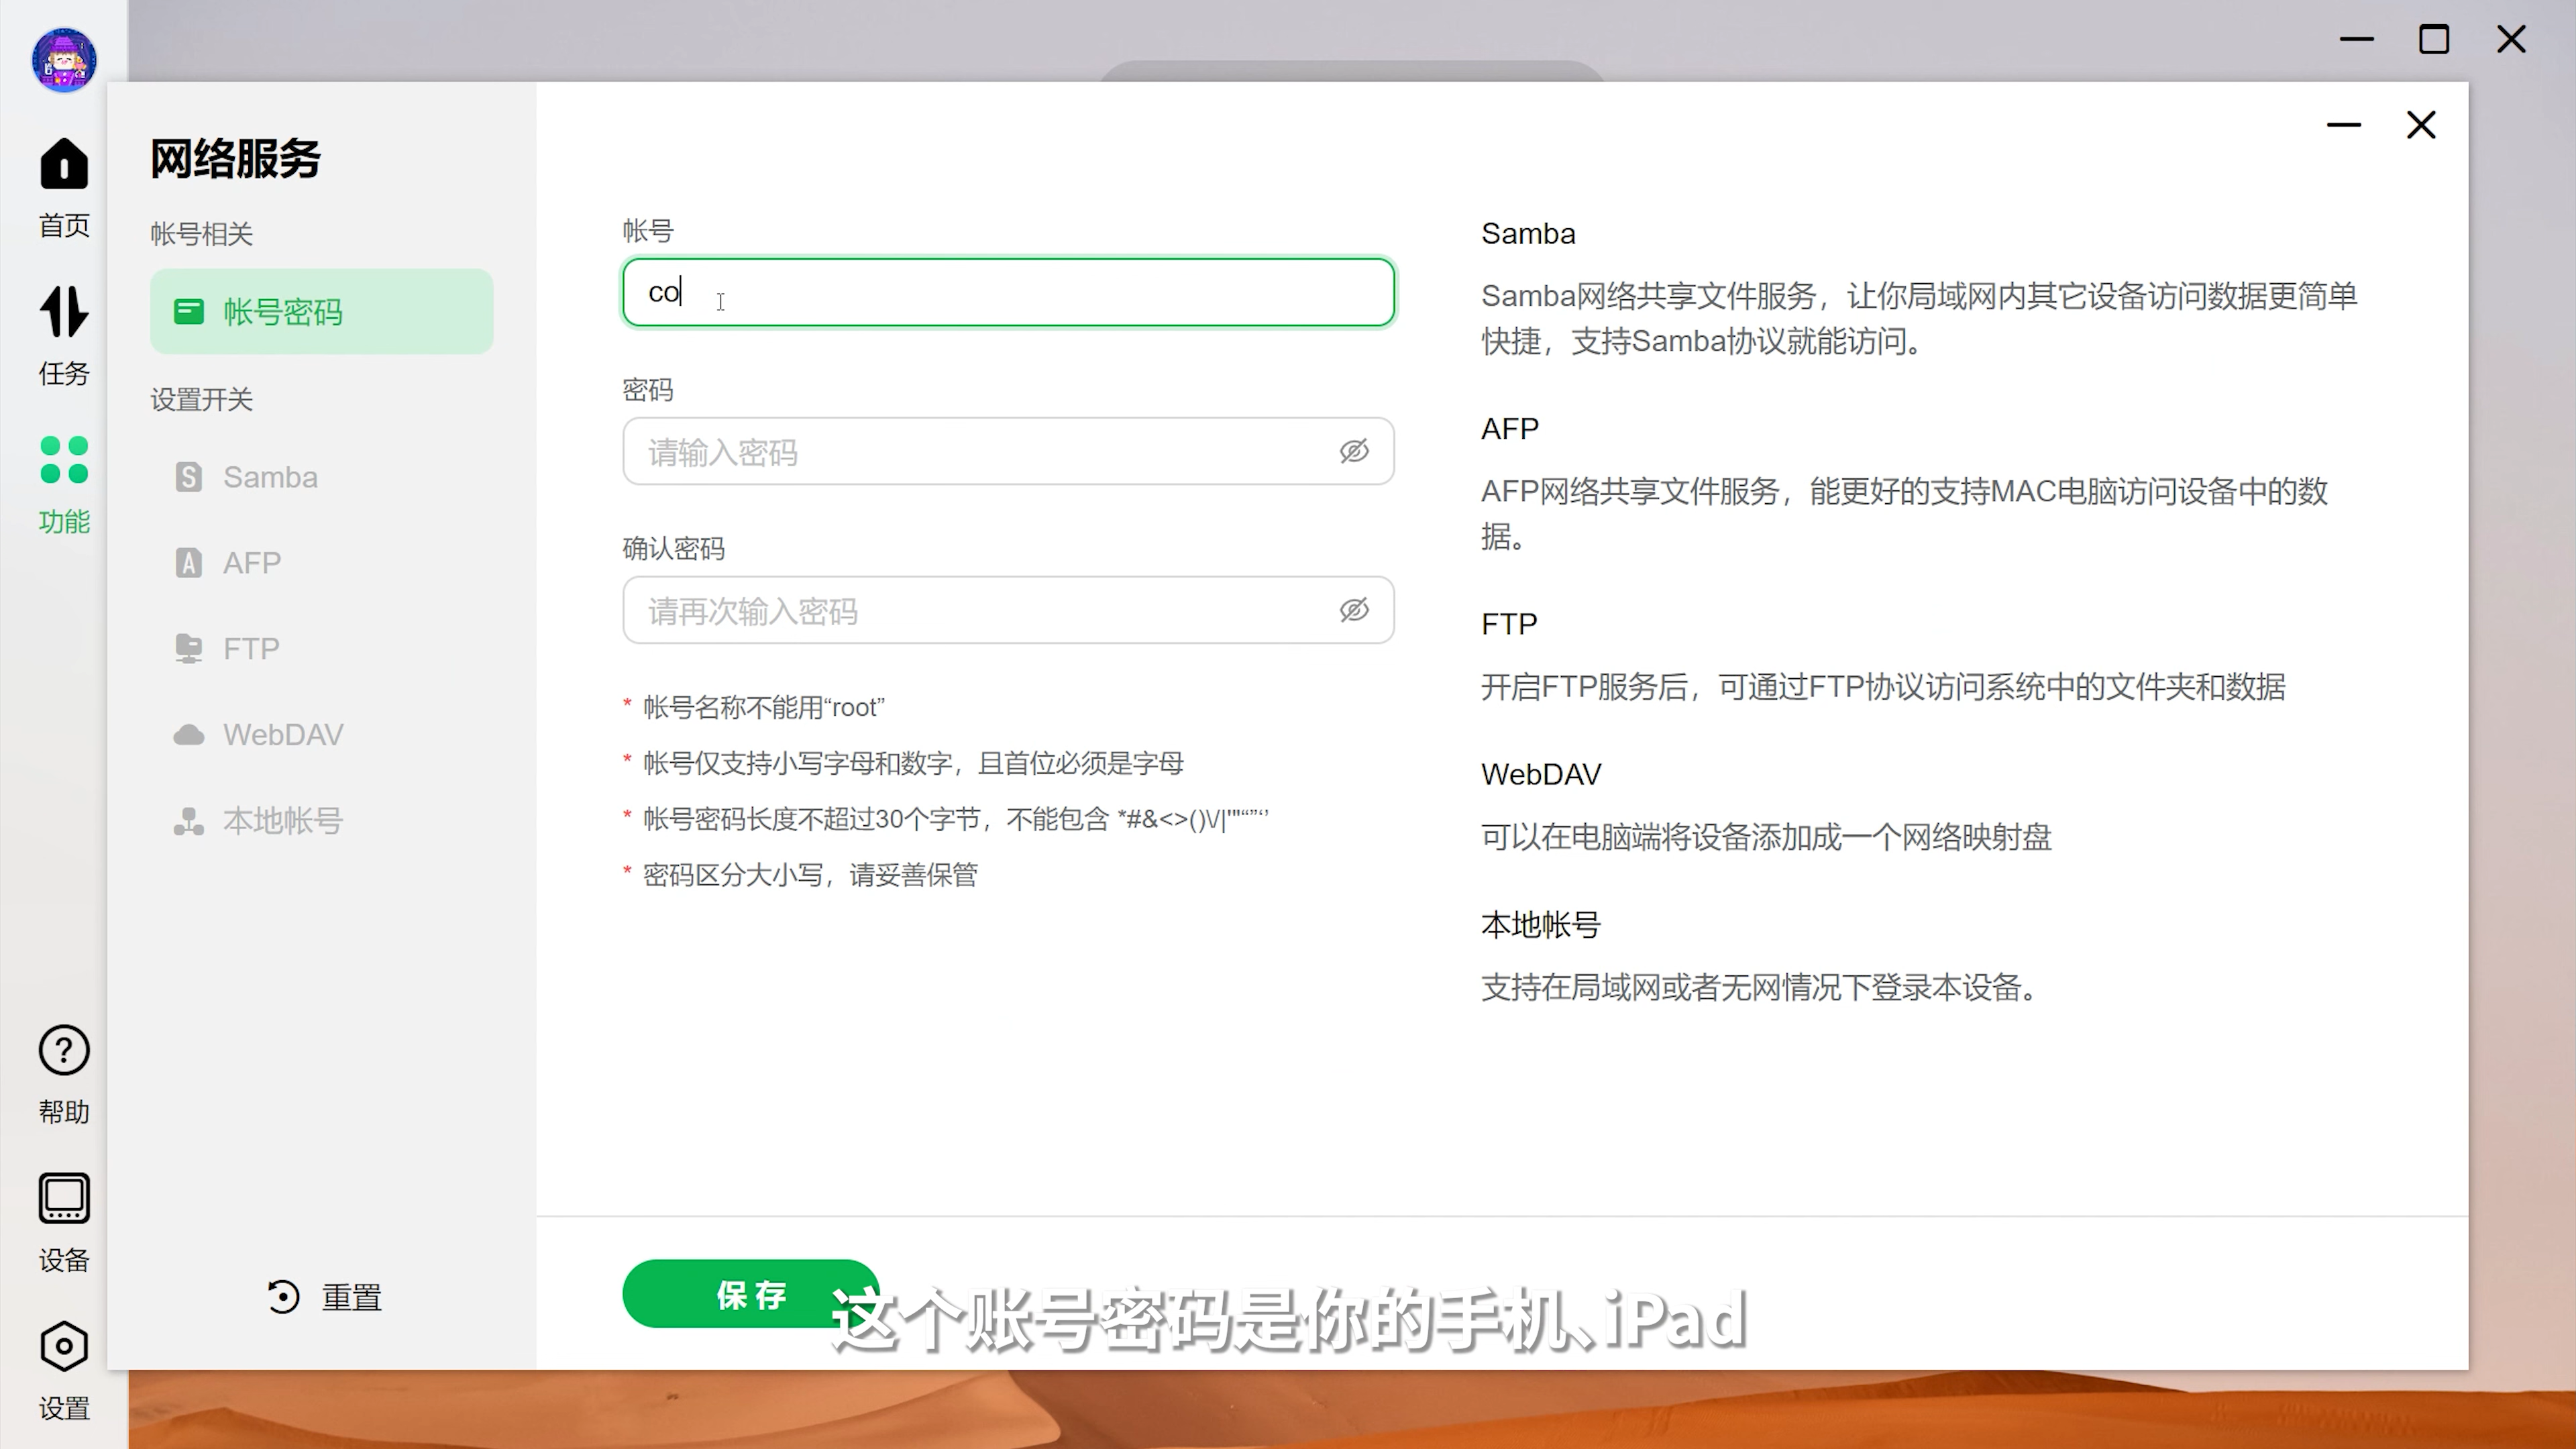 首页
任务
功能
帮助
设备
设置
网络服务
帐号相关
帐号密码
设置开关
Samba
AFP
FTP
WebDAV
本地帐号
重置
帐号
co
密码
请输入密码
确认密码
请再次输入密码
* 帐号名称不能用“root”
* 帐号仅支持小写字母和数字，且首位必须是字母
* 帐号密码长度不超过30个字节，不能包含 *#&<>()\/|'"“”‘’
* 密码区分大小写，请妥善保管
Samba
Samba网络共享文件服务，让你局域网内其它设备访问数据更简单
快捷，支持Samba协议就能访问。
AFP
AFP网络共享文件服务，能更好的支持MAC电脑访问设备中的数
据。
FTP
开启FTP服务后，可通过FTP协议访问系统中的文件夹和数据
WebDAV
可以在电脑端将设备添加成一个网络映射盘
本地帐号
支持在局域网或者无网情况下登录本设备。
保存
这个账号密码是你的手机、iPad